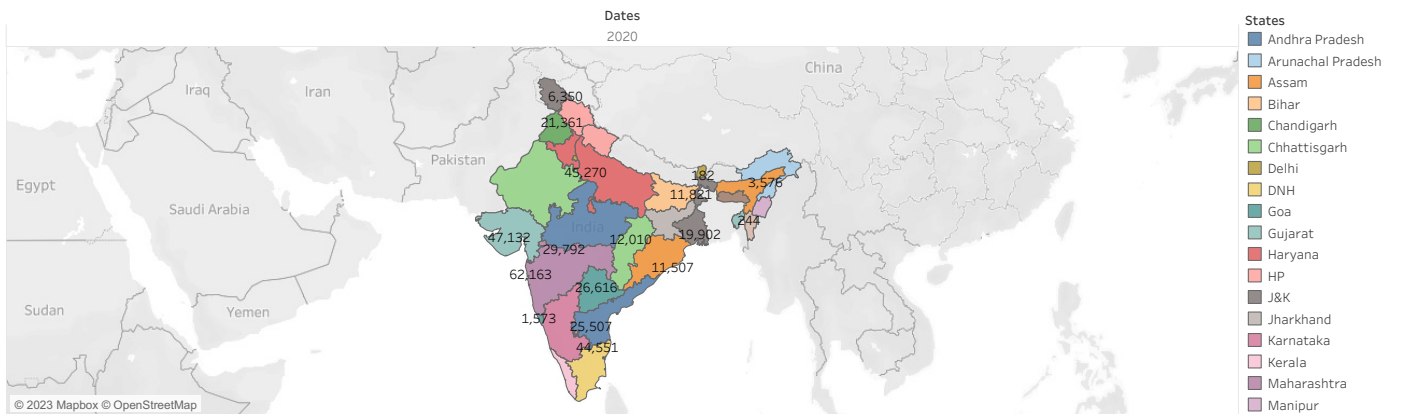 Dates
2020
States
Andhra Pradesh
Arunachal Pradesh
Assam
Bihar
Chandigarh
Chhattisgarh
Delhi
DNH
Goa
Gujarat
Haryana
HP
J&K
Jharkhand
Karnataka
Kerala
Maharashtra
Manipur
China
Iraq
Iran
6,350
21,361
Pakistan
45,270
182
3,576
Egypt
11,821
Saudi Arabia
244
India
47,132
12,010
19,902
29,792
62,163
11,507
26,616
Sudan
Yemen
1,573
25,507
44,551
© 2023 Mapbox © OpenStreetMap